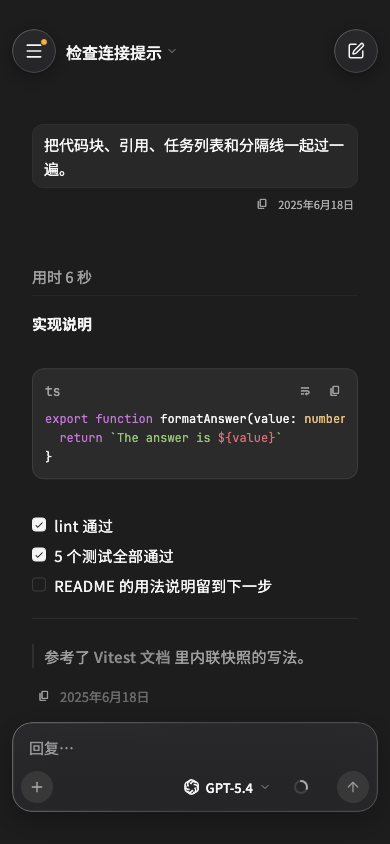 检查连接提示
把代码块、引用、任务列表和分隔线一起过一
遍。
2025年6月18日
用时 6 秒
实现说明
ts
export function formatAnswer(value: number
return `The answer is ${value}`
}
lint 通过
5 个测试全部通过
README 的用法说明留到下一步
参考了 Vitest 文档 里内联快照的写法。
2025年6月18日
回复…
GPT-5.4